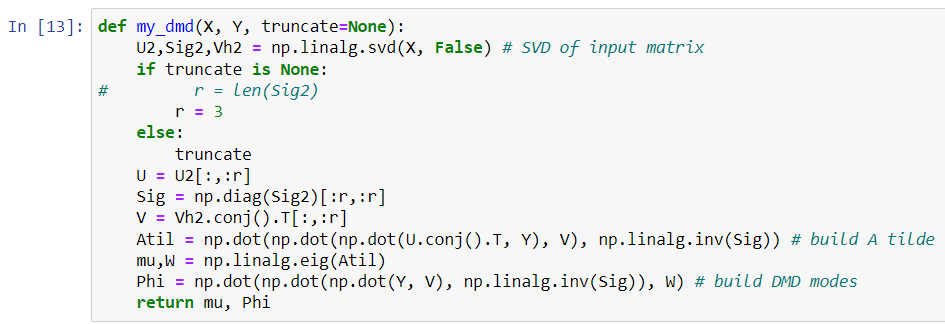 In [13]: def my_dmd(X, Y, truncate=None):
    U2,Sig2,Vh2 = np.linalg.svd(X, False) # SVD of input matrix
    if truncate is None:
#         r = len(Sig2)
        r = 3
    else:
        truncate
    U = U2[:,:r]
    Sig = np.diag(Sig2)[:r,:r]
    V = Vh2.conj().T[:,:r]
    Atil = np.dot(np.dot(np.dot(U.conj().T, Y), V), np.linalg.inv(Sig)) # build A tilde
    mu,W = np.linalg.eig(Atil)
    Phi = np.dot(np.dot(np.dot(Y, V), np.linalg.inv(Sig)), W) # build DMD modes
    return mu, Phi